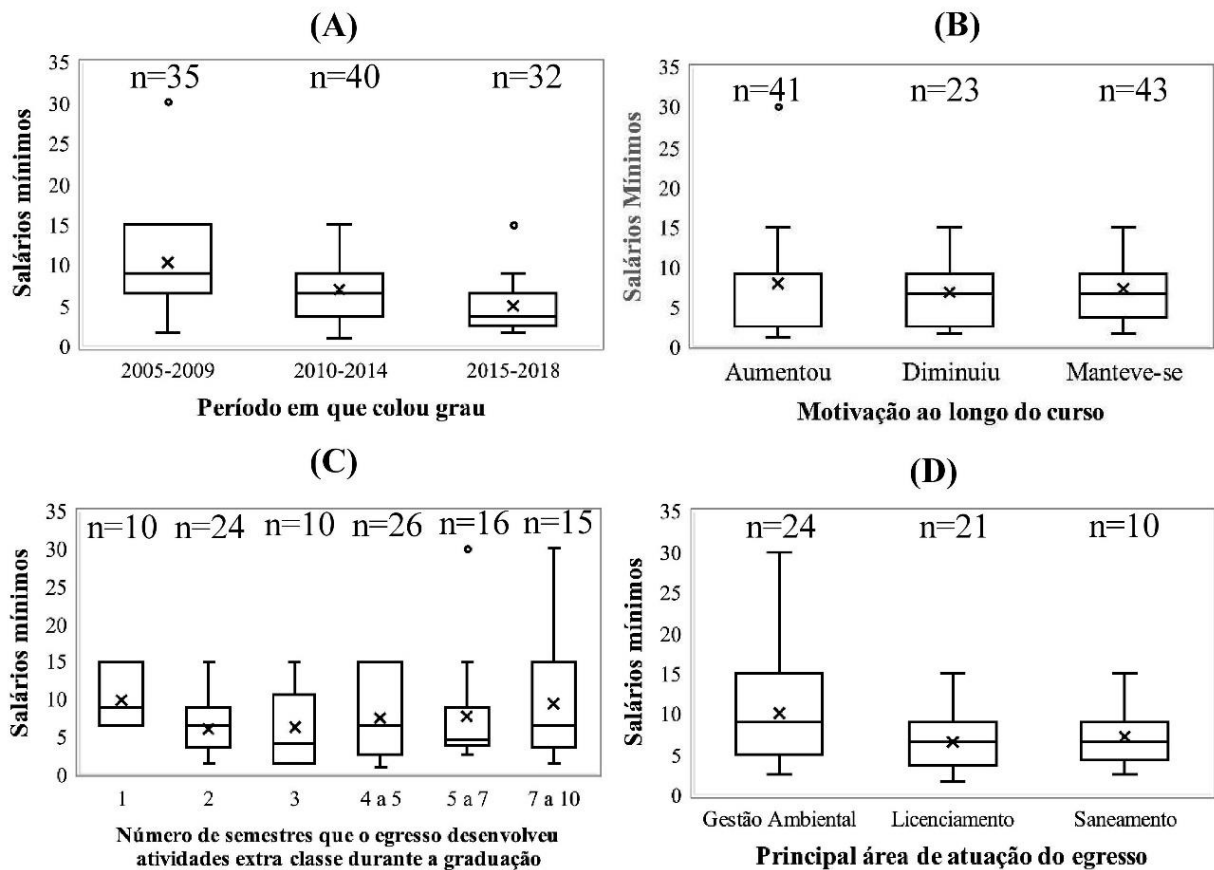 (A)
n=35 n=40 n=32
Salários mínimos
35
30
25
20
15
10
5
0
2005-2009 2010-2014 2015-2018
Período em que colou grau
(B)
n=41 n=23 n=43
Salários Mínimos
35
30
25
20
15
10
5
0
Aumentou Diminuiu Manteve-se
Motivação ao longo do curso
(C)
n=10 n=24 n=10 n=26 n=16 n=15
Salários mínimos
35
30
25
20
15
10
5
0
1 2 3 4 a 5 5 a 7 7 a 10
Número de semestres que o egresso desenvolveu
atividades extra classe durante a graduação
(D)
n=24 n=21 n=10
Salários mínimos
35
30
25
20
15
10
5
0
Gestão Ambiental Licenciamento Saneamento
Principal área de atuação do egresso